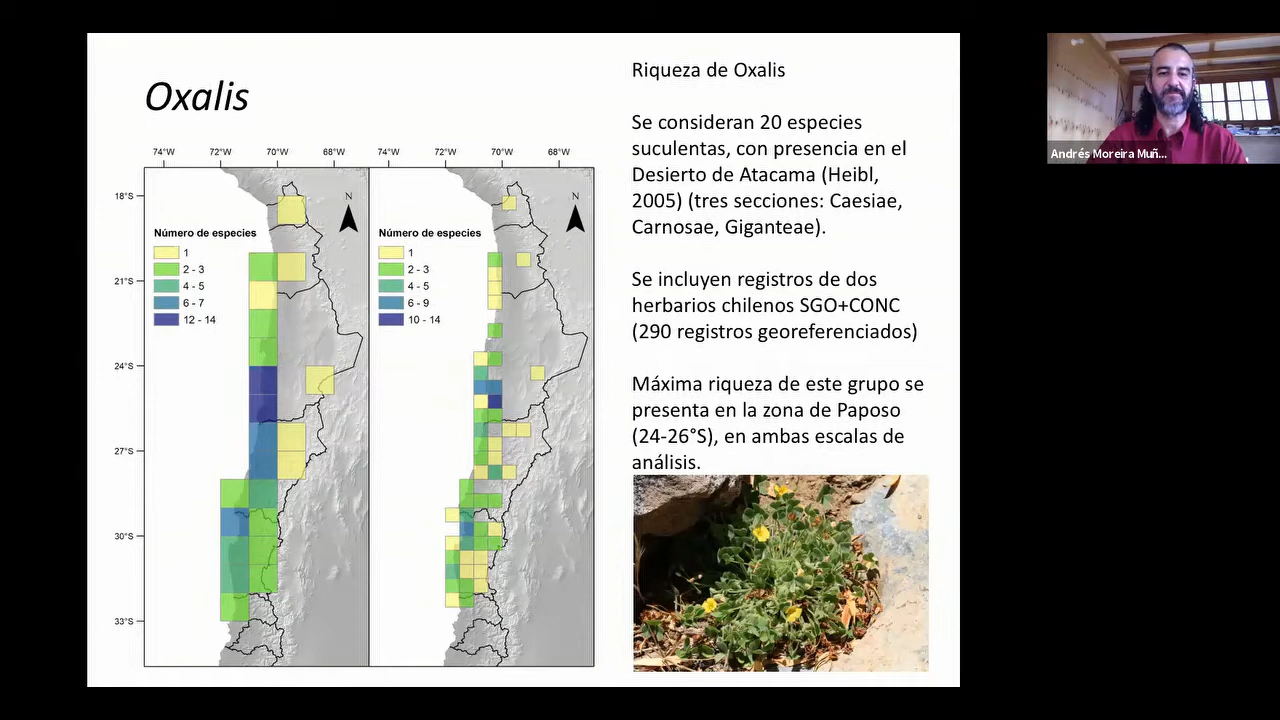 Oxalis
74°W 72°W 70°W 68°W 74°W 72°W 70°W 68°W
18°S
21°S
24°S
27°S
30°S
33°S
N
Número de especies
1
2 - 3
4 - 5
6 - 7
12 - 14
N
Número de especies
1
2 - 3
4 - 5
6 - 9
10 - 14
Riqueza de Oxalis
Se consideran 20 especies
suculentas, con presencia en el
Desierto de Atacama (Heibl,
2005) (tres secciones: Caesiae,
Carnosae, Giganteae).
Se incluyen registros de dos
herbarios chilenos SGO+CONC
(290 registros georeferenciados)
Máxima riqueza de este grupo se
presenta en la zona de Paposo
(24-26°S), en ambas escalas de
análisis.
Andrés Moreira Muñ...